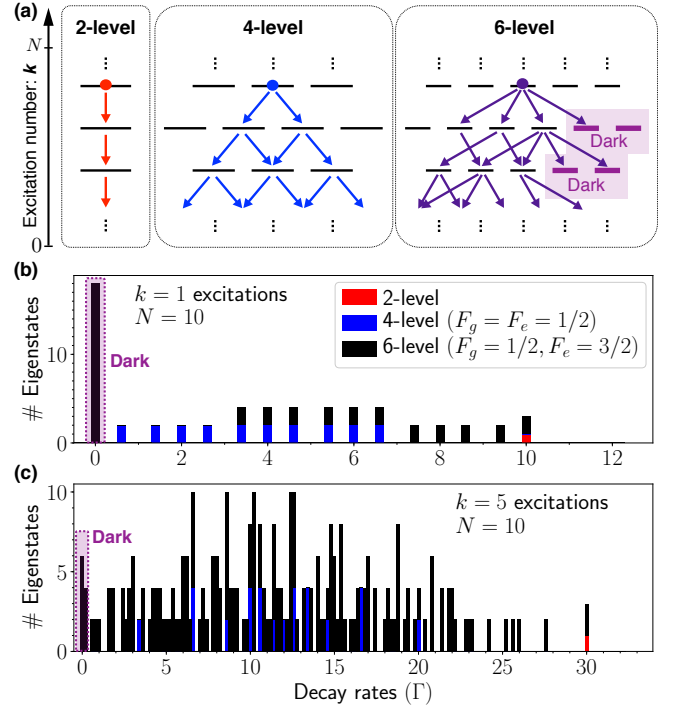 (a)
2-level
4-level
6-level
Excitation number: k
N
0
Dark
Dark
(b)
# Eigenstates
10
0
k = 1 excitations
N = 10
Dark
2-level
4-level (F_g = F_e = 1/2)
6-level (F_g = 1/2, F_e = 3/2)
0 2 4 6 8 10 12
(c)
# Eigenstates
10
5
0
Dark
k = 5 excitations
N = 10
0 5 10 15 20 25 30
Decay rates (Γ)